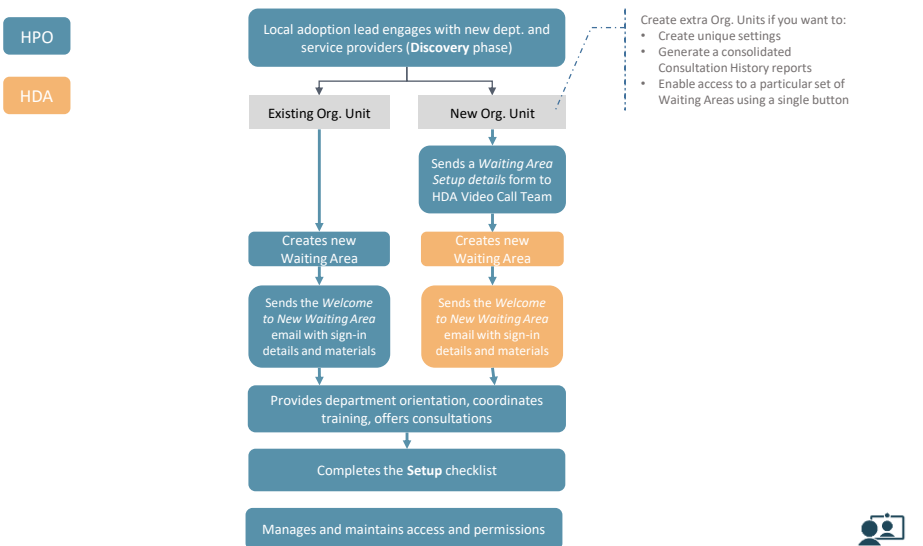 HPO
HDA
Local adoption lead engages with new dept. and
service providers (Discovery phase)
Create extra Org. Units if you want to:
• Create unique settings
• Generate a consolidated
Consultation History reports
• Enable access to a particular set of
Waiting Areas using a single button
Existing Org. Unit
New Org. Unit
Sends a Waiting Area
Setup details form to
HDA Video Call Team
Creates new
Waiting Area
Creates new
Waiting Area
Sends the Welcome
to New Waiting Area
email with sign-in
details and materials
Sends the Welcome
to New Waiting Area
email with sign-in
details and materials
Provides department orientation, coordinates
training, offers consultations
Completes the Setup checklist
Manages and maintains access and permissions